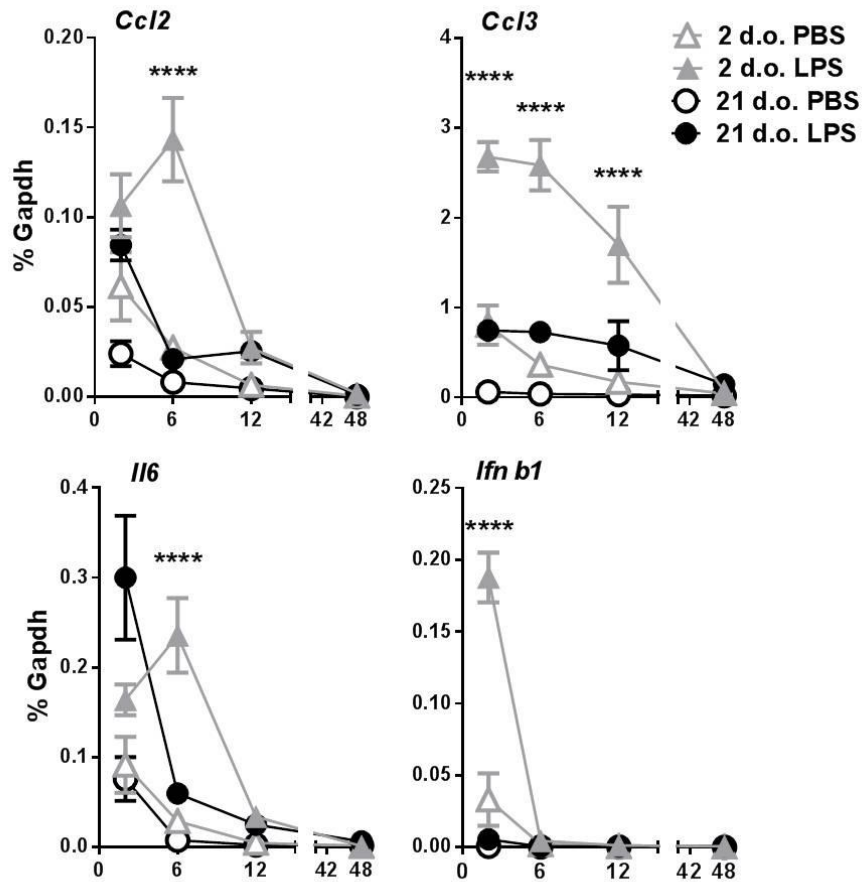 Ccl2
0.20
0.15
0.10
0.05
0.00
% Gapdh
****
0 6 12 42 48
Ccl3
4
3
2
1
0
****
****
****
0 6 12 42 48
2 d.o. PBS
2 d.o. LPS
21 d.o. PBS
21 d.o. LPS
Il6
0.4
0.3
0.2
0.1
0.0
% Gapdh
****
0 6 12 42 48
Ifn b1
0.25
0.20
0.15
0.10
0.05
0.00
****
0 6 12 42 48